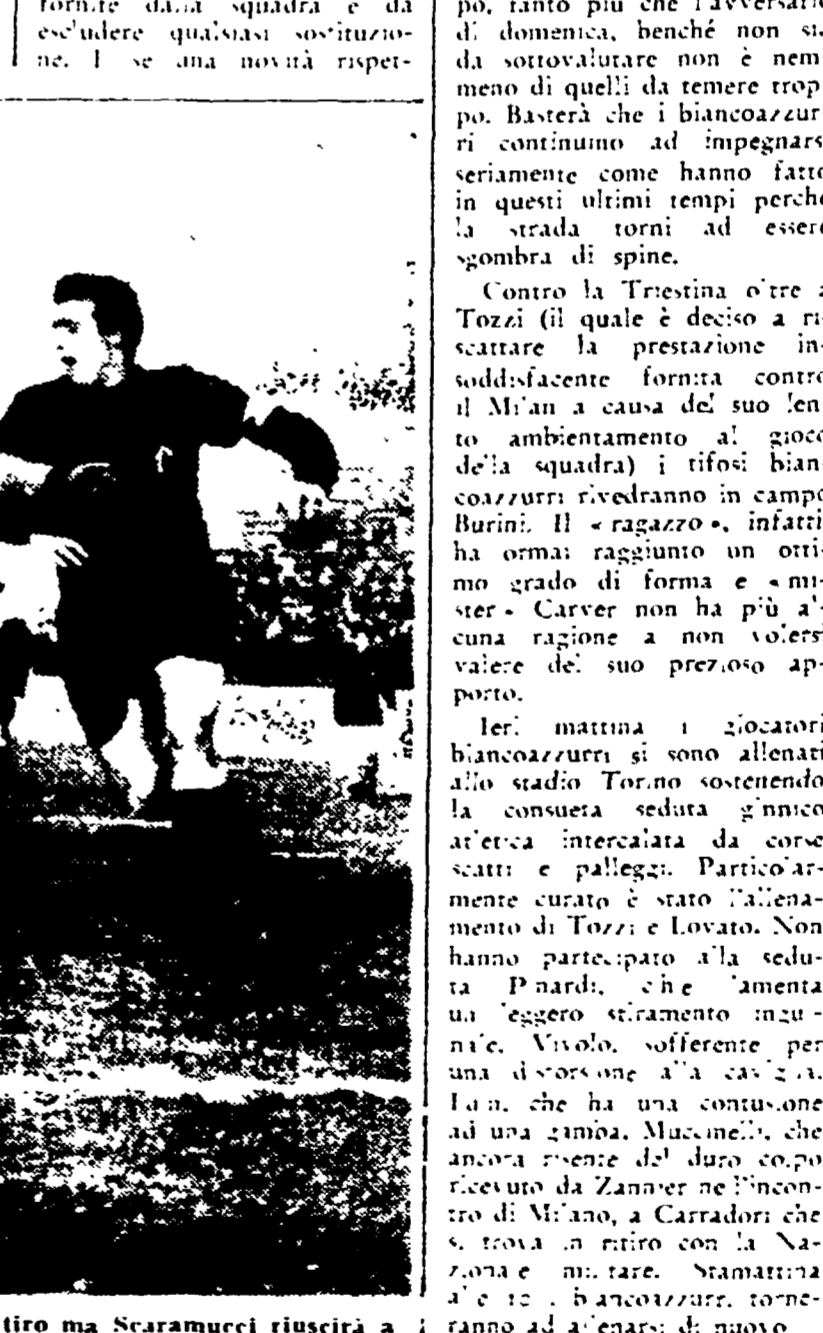 fornite dalla squadra e da
escludere qualsiasi sostituzio-
ne. E se una novità rispet-
tiro ma Scaramucci riuscirà a
po, tanto più che l'avversario
di domenica, benché non sia
da sottovalutare non è nem-
meno di quelli da temere trop-
po. Basterà che i biancoazzur-
ri continuino ad impegnarsi
seriamente come hanno fatto
in questi ultimi tempi perché
la strada torni ad essere
sgombra di spine.
Contro la Triestina oltre a
Tozzi (il quale è deciso a ri-
scattare la prestazione in-
soddisfacente fornita contro
il Milan a causa del suo len-
to ambientamento al gioco
della squadra) i tifosi bian-
coazzurri rivedranno in campo
Burini. Il « ragazzo », infatti
ha ormai raggiunto un otti-
mo grado di forma e « mi-
ster » Carver non ha più al-
cuna ragione a non volersi
valere del suo prezioso ap-
porto.
Ieri mattina i giocatori
biancoazzurri si sono allenati
allo stadio Torino sostenendo
la consueta seduta ginnico
atletica intercalata da corse
scatti e palleggi. Particolar-
mente curato è stato l'allena-
mento di Tozzi e Lovato. Non
hanno partecipato alla sedu-
ta Pinardi, che lamenta
un leggero stiramento ingui-
nale, Vivolo, sofferente per
una distorsione alla caviglia,
che ha una contusione
ad una gamba, Muccinelli, che
ancora risente del duro colpo
ricevuto da Zannier nell'incon-
tro di Milano, a Carradori che
si trova in ritiro con la Na-
zionale militare. Stamattina
alle biancoazzurri torne-
ranno ad allenarsi di nuovo